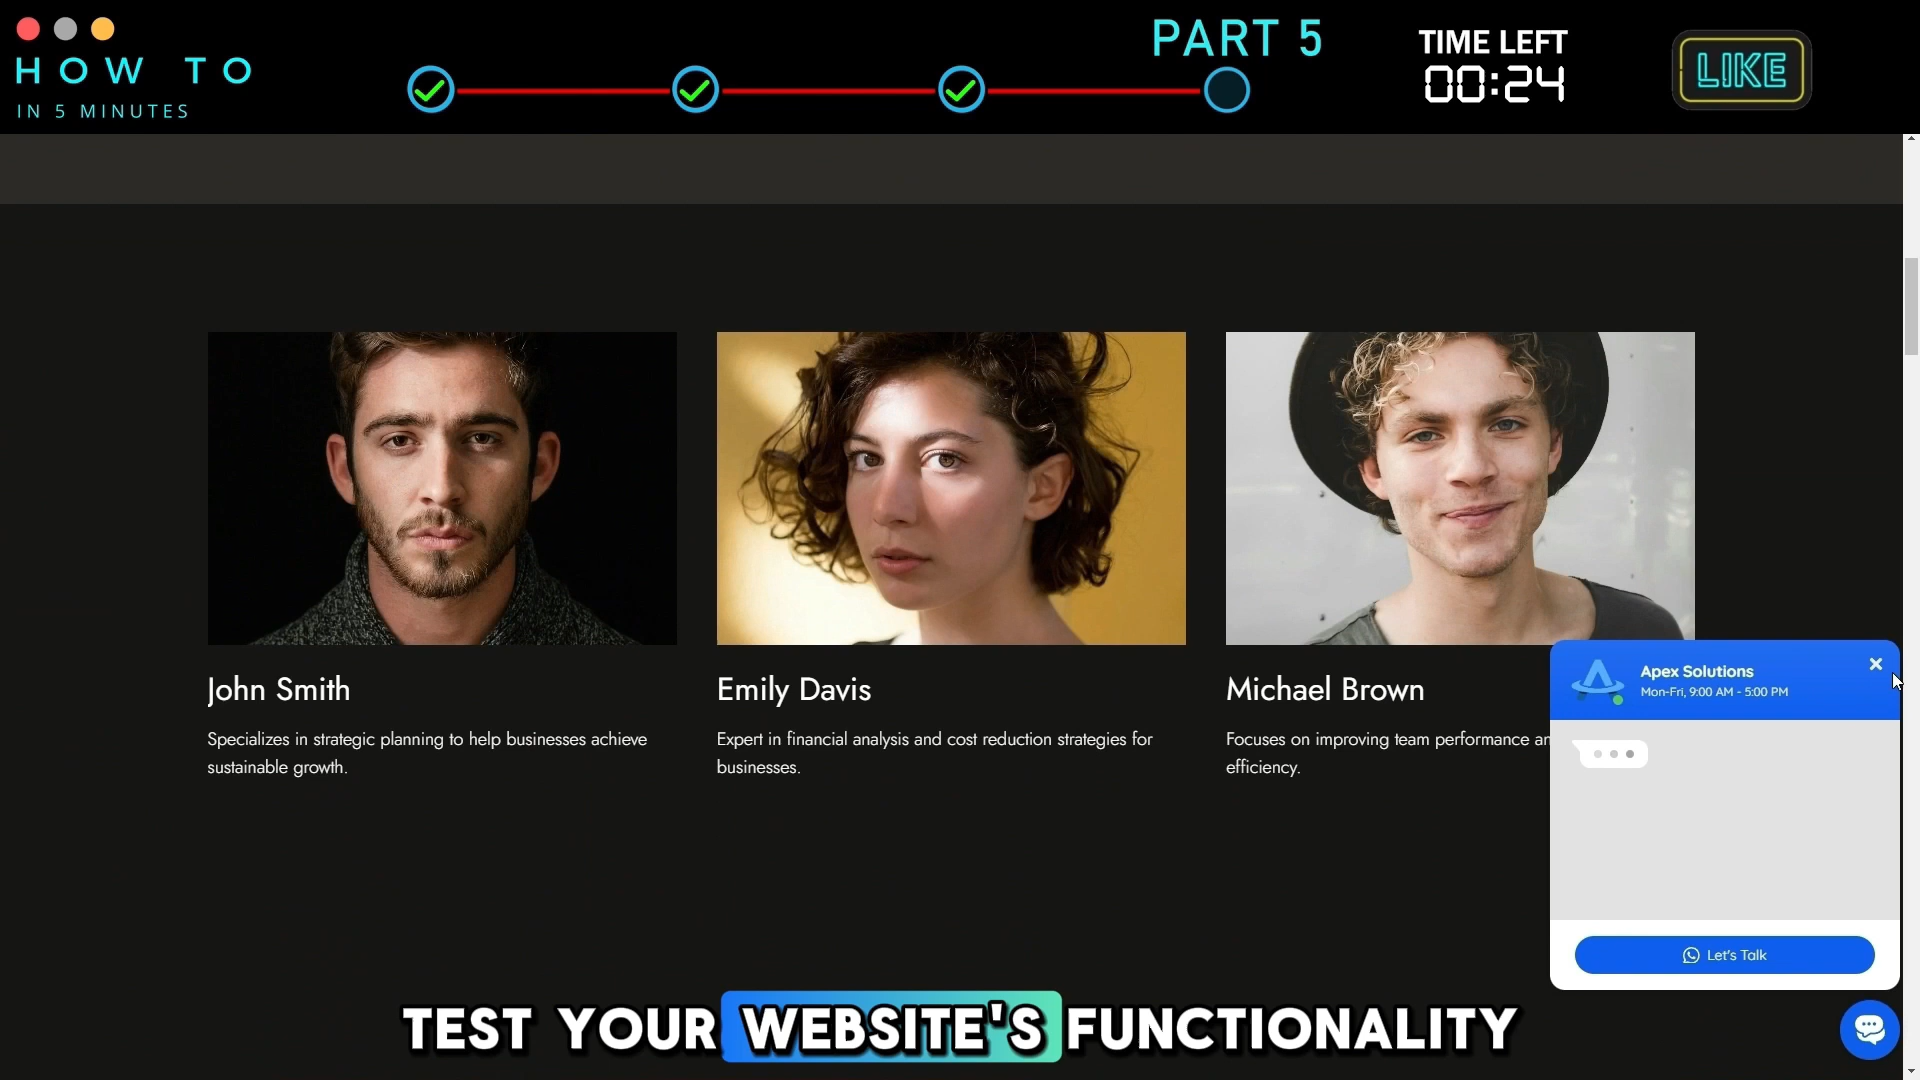 HOW TO
IN 5 MINUTES
PART 5
TIME LEFT
00:24
LIKE
John Smith
Specializes in strategic planning to help businesses achieve
sustainable growth.
Emily Davis
Expert in financial analysis and cost reduction strategies for
businesses.
Michael Brown
Focuses on improving team performance an
efficiency.
Apex Solutions
Mon-Fri, 9:00 AM - 5:00 PM
Let's Talk
TEST YOUR WEBSITE'S FUNCTIONALITY